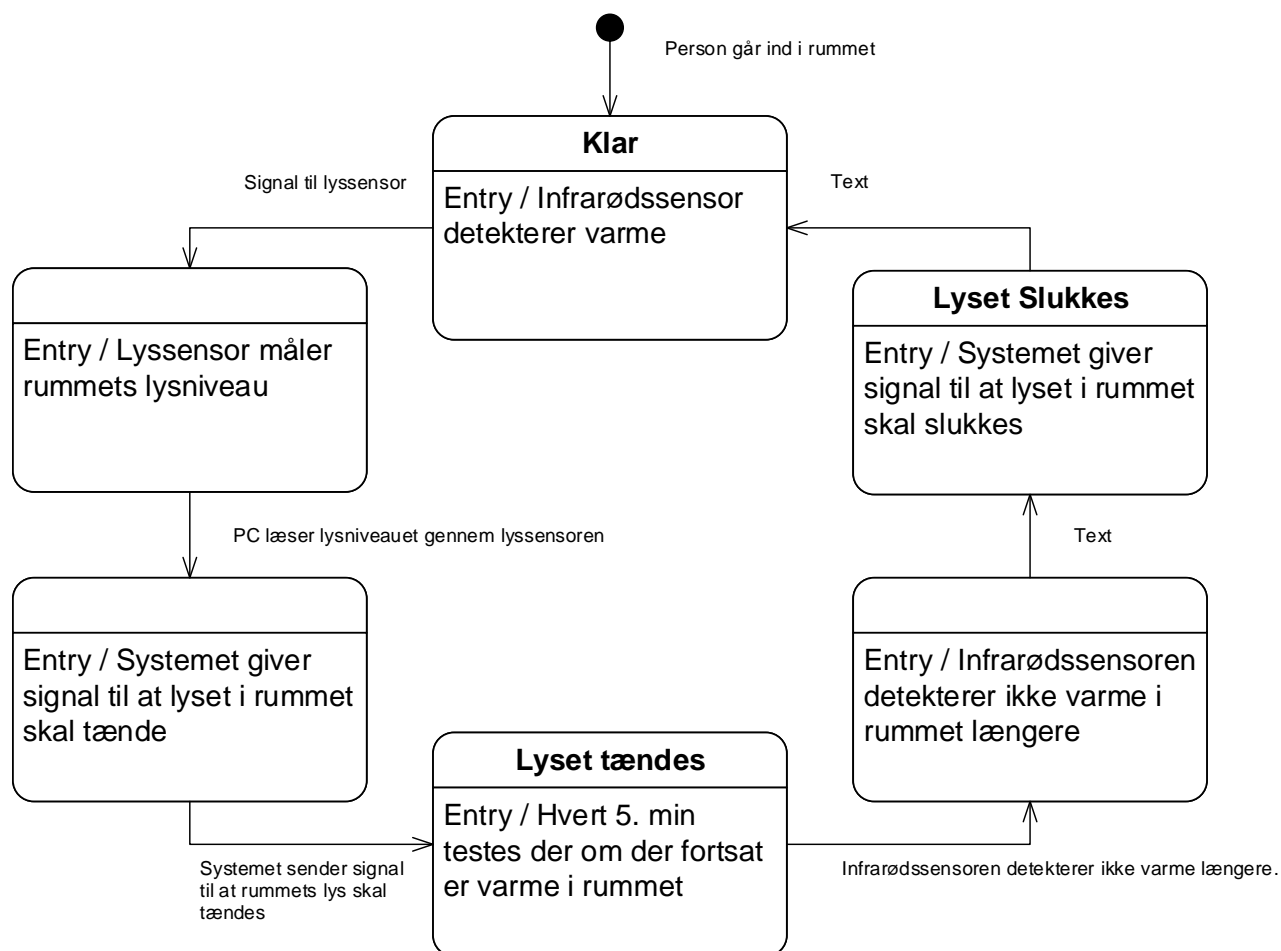 Person går ind i rummet
Klar
Entry / Infrarødssensor
detekterer varme
Signal til lyssensor
Text
Entry / Lyssensor måler
rummets lysniveau
Lyset Slukkes
Entry / Systemet giver
signal til at lyset i rummet
skal slukkes
PC læser lysniveauet gennem lyssensoren
Text
Entry / Systemet giver
signal til at lyset i rummet
skal tænde
Entry / Infrarødssensoren
detekterer ikke varme i
rummet længere
Lyset tændes
Entry / Hvert 5. min
testes der om der fortsat
er varme i rummet
Systemet sender signal
til at rummets lys skal
tændes
Infrarødssensoren detekterer ikke varme længere.